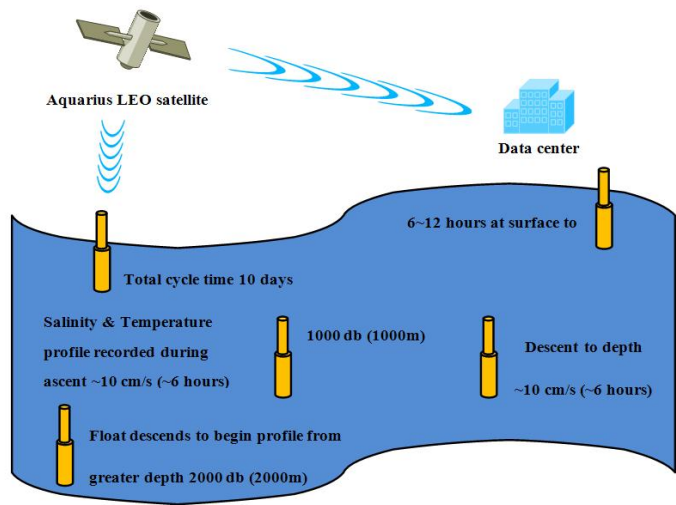 Aquarius LEO satellite
Data center
6~12 hours at surface to
Total cycle time 10 days
Salinity & Temperature
profile recorded during
ascent ~10 cm/s (~6 hours)
1000 db (1000m)
Descent to depth
~10 cm/s (~6 hours)
Float descends to begin profile from
greater depth 2000 db (2000m)